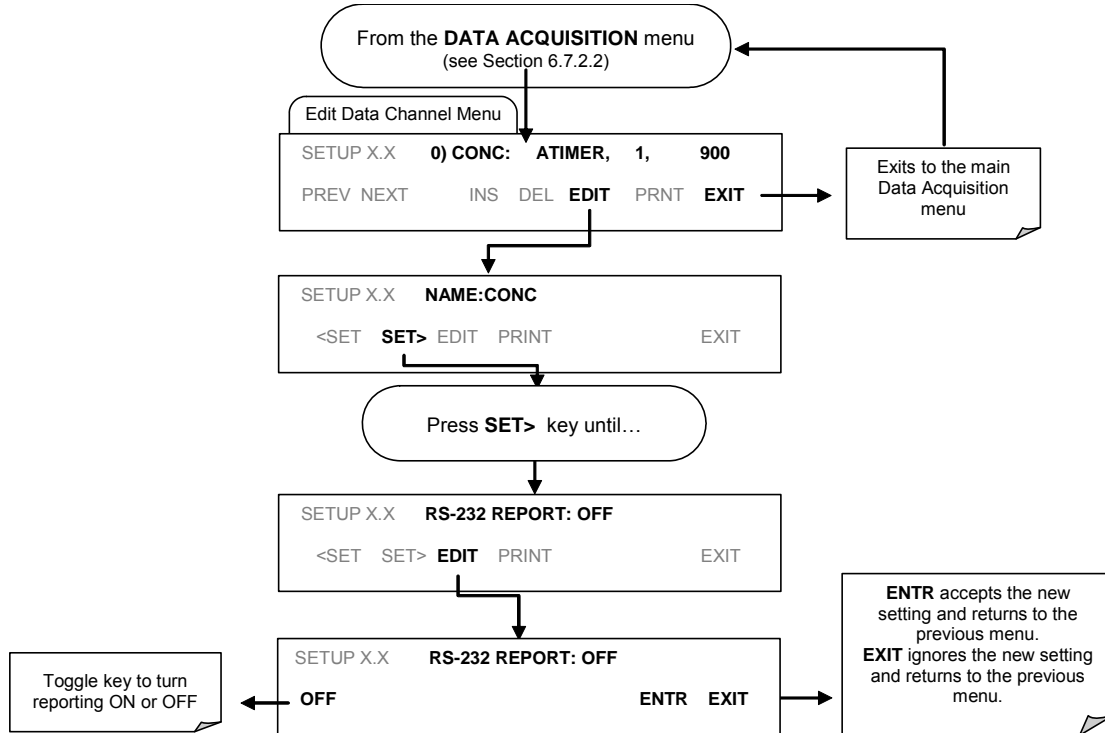 From the DATA ACQUISITION menu
(see Section 6.7.2.2)
Edit Data Channel Menu
SETUP X.X 0) CONC: ATIMER, 1, 900
PREV NEXT INS DEL EDIT PRNT EXIT
Exits to the main
Data Acquisition
menu
SETUP X.X NAME:CONC
<SET SET> EDIT PRINT EXIT
Press SET> key until…
SETUP X.X RS-232 REPORT: OFF
<SET SET> EDIT PRINT EXIT
SETUP X.X RS-232 REPORT: OFF
OFF ENTR EXIT
Toggle key to turn
reporting ON or OFF
ENTR accepts the new
setting and returns to the
previous menu.
EXIT ignores the new setting
and returns to the previous
menu.